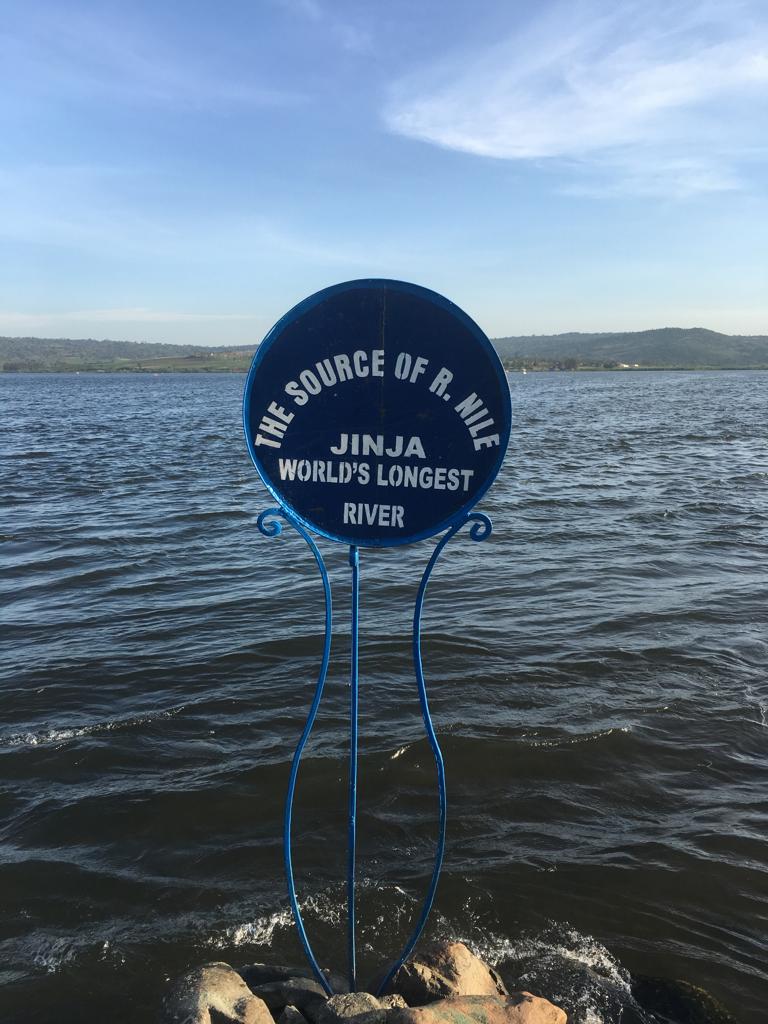 THE SOURCE OF R. NILE
JINJA
WORLD'S LONGEST
RIVER